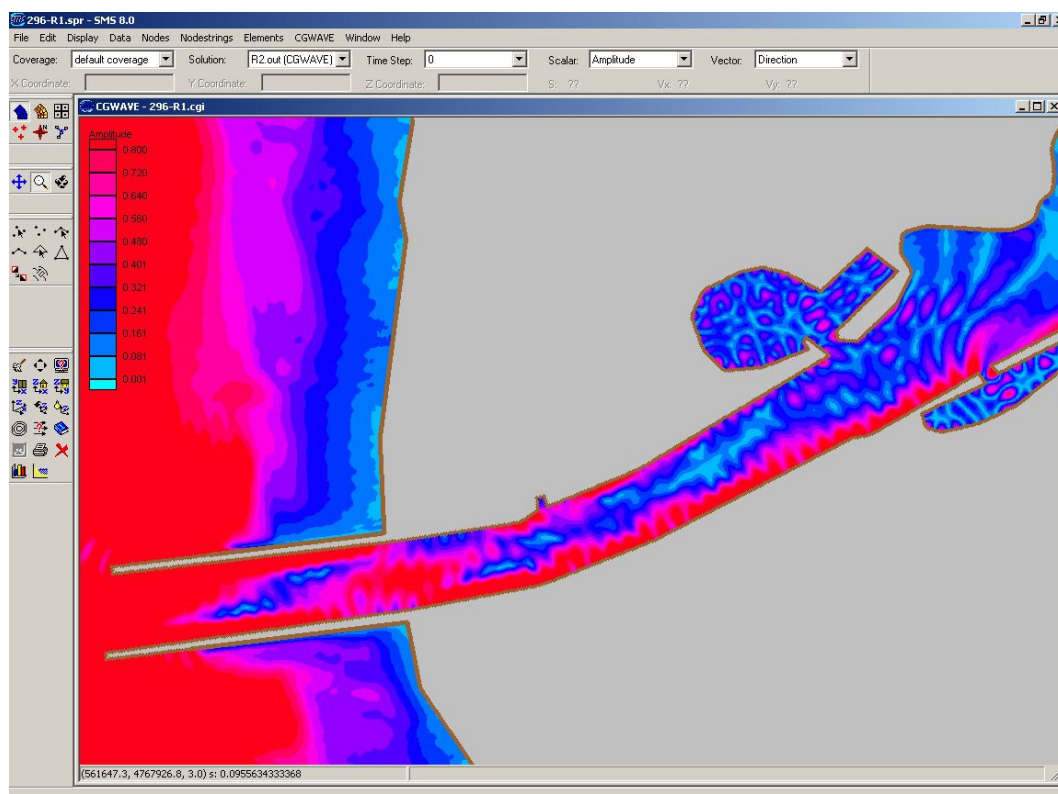 296-R1.spr - SMS 8.0
File Edit Display Data Nodes Nodestrings Elements CGWAVE Window Help
Coverage: default coverage Solution: R2.out (CGWAVE) Time Step: 0 Scalar: Amplitude Vector: Direction
X Coordinate: Y Coordinate: Z Coordinate: S: ?? Vx: ?? Vy: ??
CGWAVE - 296-R1.cgi
Amplitude
0.800
0.720
0.640
0.560
0.480
0.401
0.321
0.241
0.161
0.081
0.001
(561647.3, 4767926.8, 3.0) s: 0.0955634333368